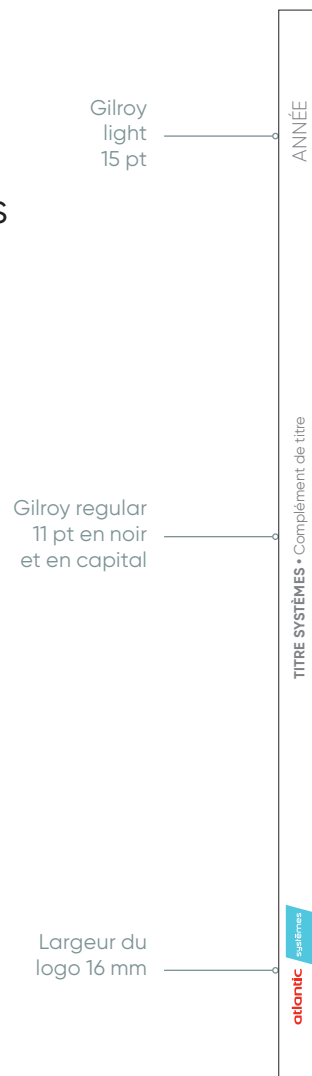 Gilroy
light
15 pt
ANNÉE
s
Gilroy regular
11 pt en noir
et en capital
TITRE SYSTÈMES • Complément de titre
Largeur du
logo 16 mm
atlantic systèmes